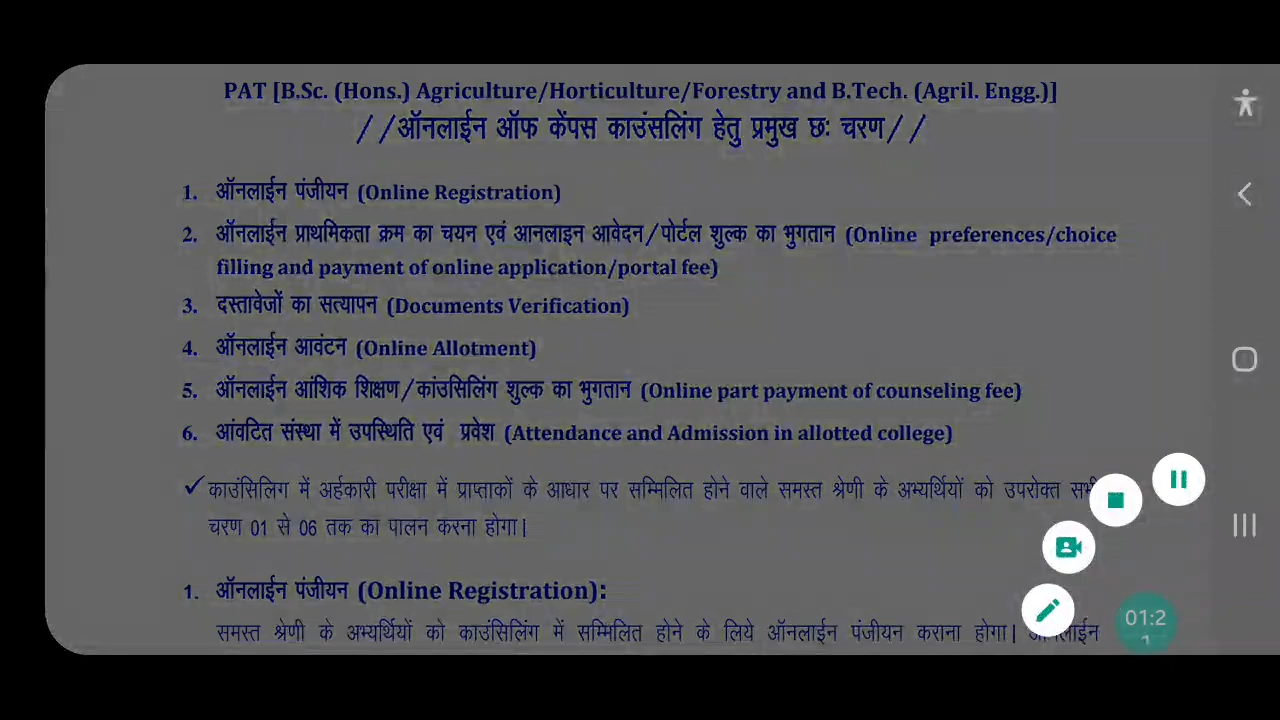 PAT [B.Sc. (Hons.) Agriculture/Horticulture/Forestry and B.Tech. (Agril. Engg.)]
//ऑनलाईन ऑफ केंपस काउंसलिंग हेतु प्रमुख छः चरण//
1. ऑनलाईन पंजीयन (Online Registration)
2. ऑनलाईन प्राथमिकता क्रम का चयन एवं आनलाइन आवेदन/पोर्टल शुल्क का भुगतान (Online preferences/choice
filling and payment of online application/portal fee)
3. दस्तावेजों का सत्यापन (Documents Verification)
4. ऑनलाईन आवंटन (Online Allotment)
5. ऑनलाईन आंशिक शिक्षण/कांउसिलिंग शुल्क का भुगतान (Online part payment of counseling fee)
6. आंवटित संस्था में उपस्थिति एवं प्रवेश (Attendance and Admission in allotted college)
✓ काउंसिलिग में अर्हकारी परीक्षा में प्राप्ताकों के आधार पर सम्मिलित होने वाले समस्त श्रेणी के अभ्यर्थियों को उपरोक्त
चरण 01 से 06 तक का पालन करना होगा|
1. ऑनलाईन पंजीयन (Online Registration):
समस्त श्रेणी के अभ्यर्थियों को काउंसिलिंग में सम्मिलित होने के लिये ऑनलाईन पंजीयन कराना होगा|
01:2